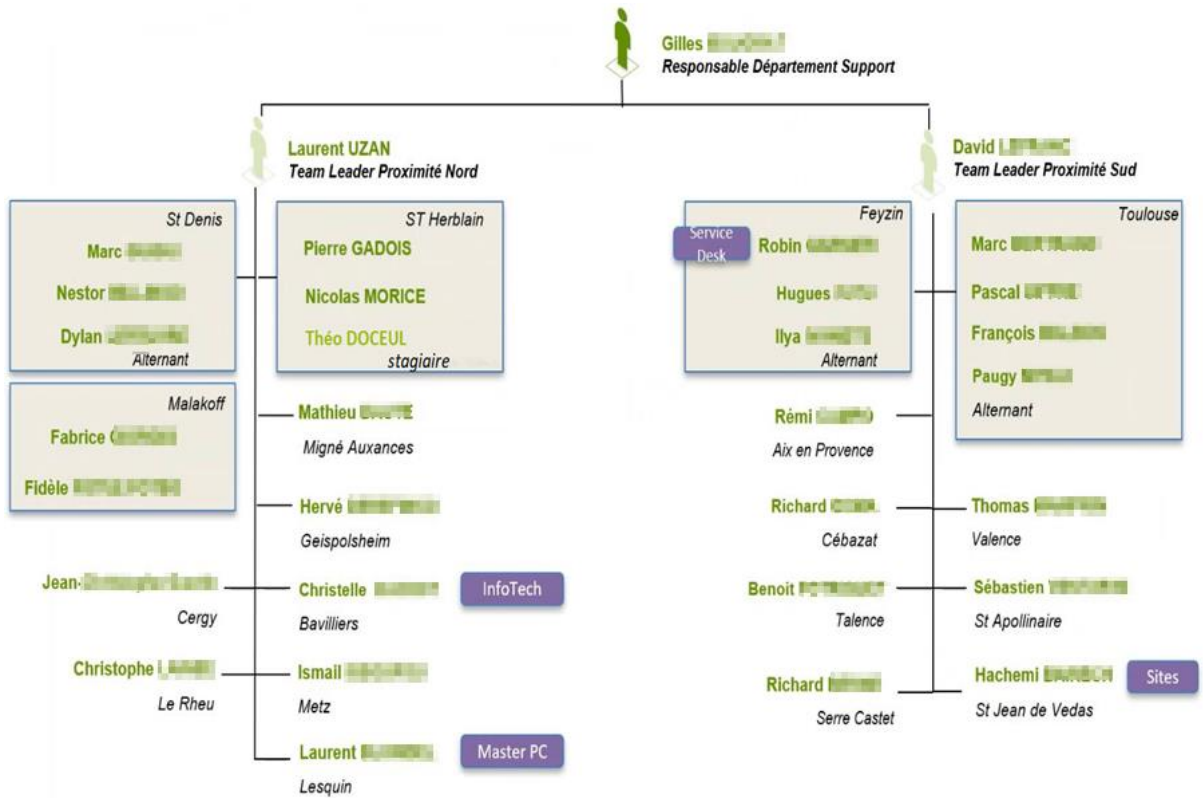 Gilles
Responsable Département Support
Laurent UZAN
Team Leader Proximité Nord
David
Team Leader Proximité Sud
St Denis
Marc
Nestor
Dylan
Alternant
ST Herblain
Pierre GADOIS
Nicolas MORICE
Théo DOCEUL
stagiaire
Malakoff
Fabrice
Fidèle
Mathieu
Migné Auxances
Hervé
Geispolsheim
Jean-
Cergy
Christelle
InfoTech
Bavilliers
Christophe
Le Rheu
Ismail
Metz
Laurent
Master PC
Lesquin
Feyzin
Service
Desk
Robin
Hugues
Ilya
Alternant
Toulouse
Marc
Pascal
François
Paugy
Alternant
Rémi
Aix en Provence
Richard
Cébazat
Thomas
Valence
Benoit
Talence
Sébastien
St Apollinaire
Richard
Serre Castet
Hachemi
Sites
St Jean de Vedas